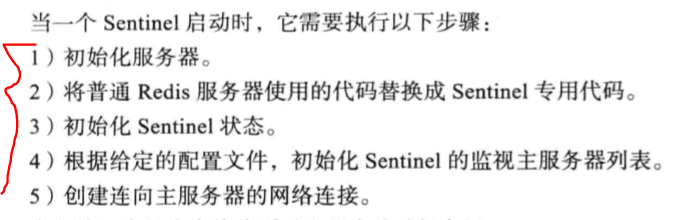 当一个 Sentinel 启动时，它需要执行以下步骤：
1）初始化服务器。
2）将普通 Redis 服务器使用的代码替换成 Sentinel 专用代码。
3）初始化 Sentinel 状态。
4）根据给定的配置文件，初始化 Sentinel 的监视主服务器列表。
5）创建连向主服务器的网络连接。